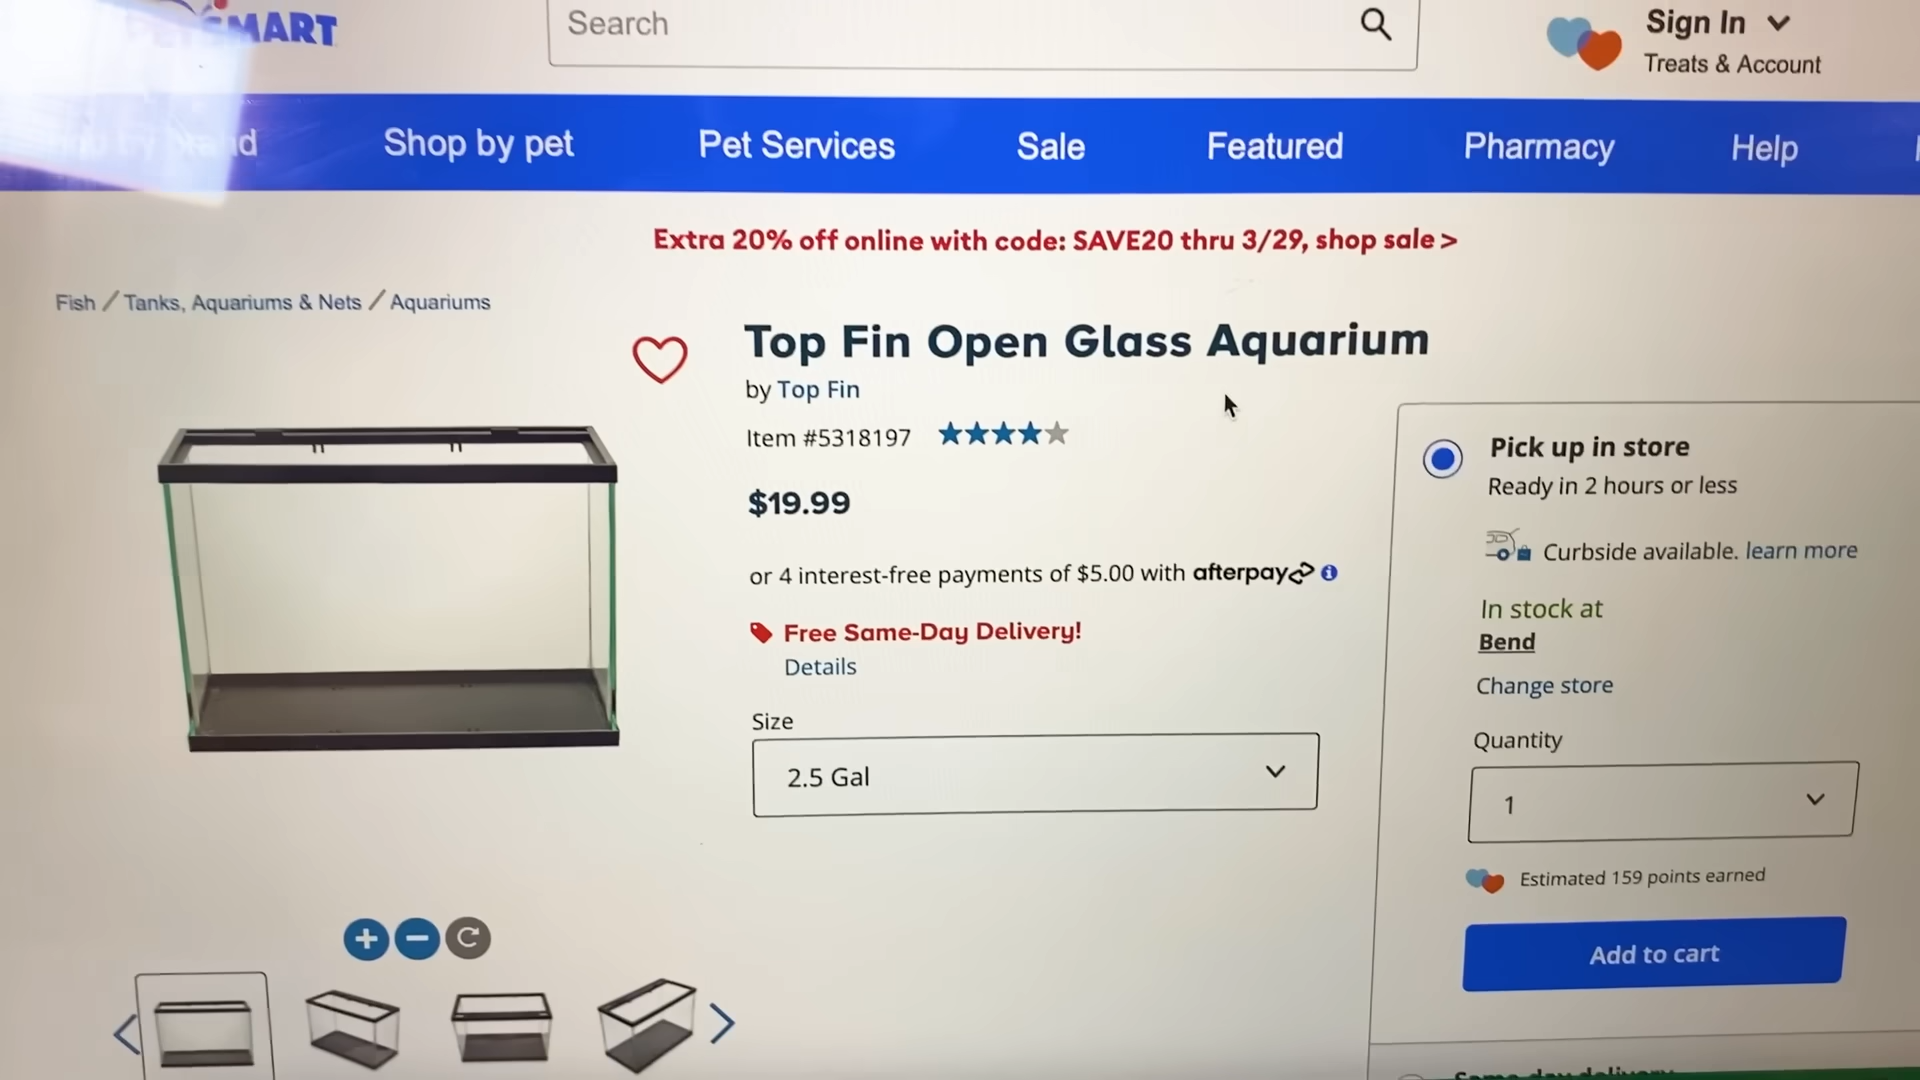 PETSMART
Search
Sign In
Treats & Account
Shop by pet
Pet Services
Sale
Featured
Pharmacy
Help
Extra 20% off online with code: SAVE20 thru 3/29, shop sale >
Fish / Tanks, Aquariums & Nets / Aquariums
Top Fin Open Glass Aquarium
by Top Fin
Item #5318197
$19.99
or 4 interest-free payments of $5.00 with afterpay
Free Same-Day Delivery!
Details
Size
2.5 Gal
Pick up in store
Ready in 2 hours or less
Curbside available. learn more
In stock at
Bend
Change store
Quantity
1
Estimated 159 points earned
Add to cart
Same-day delivery